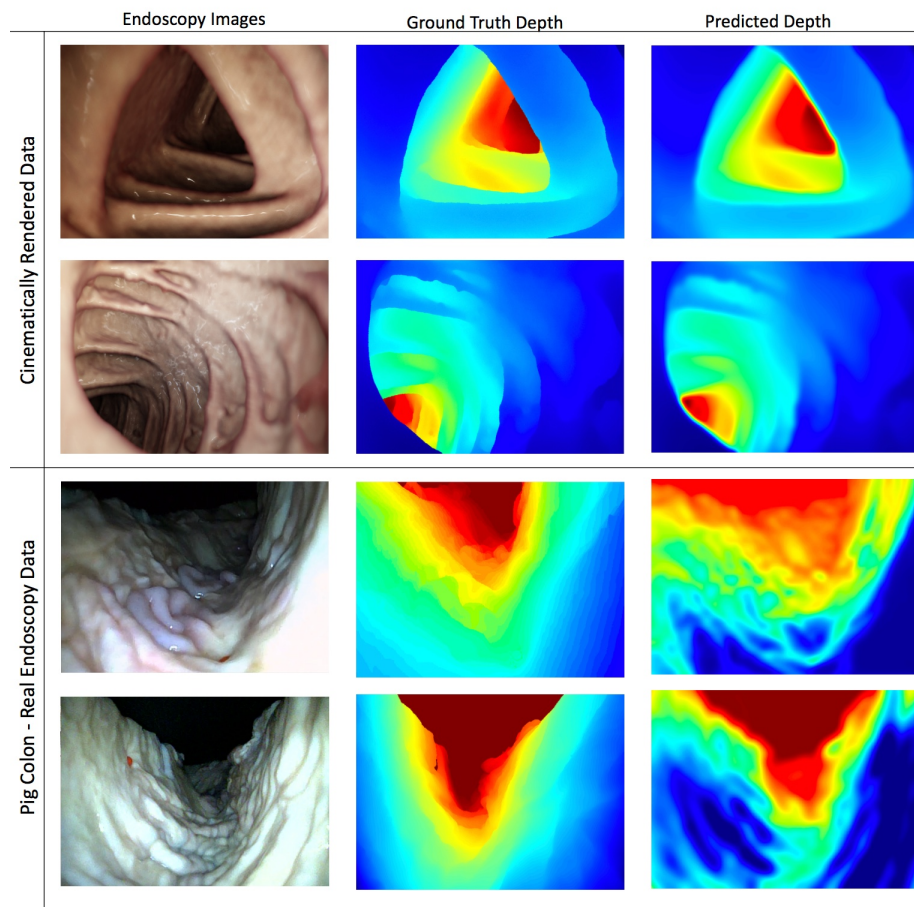 Endoscopy Images
Ground Truth Depth
Predicted Depth
Cinematically Rendered Data
Pig Colon - Real Endoscopy Data